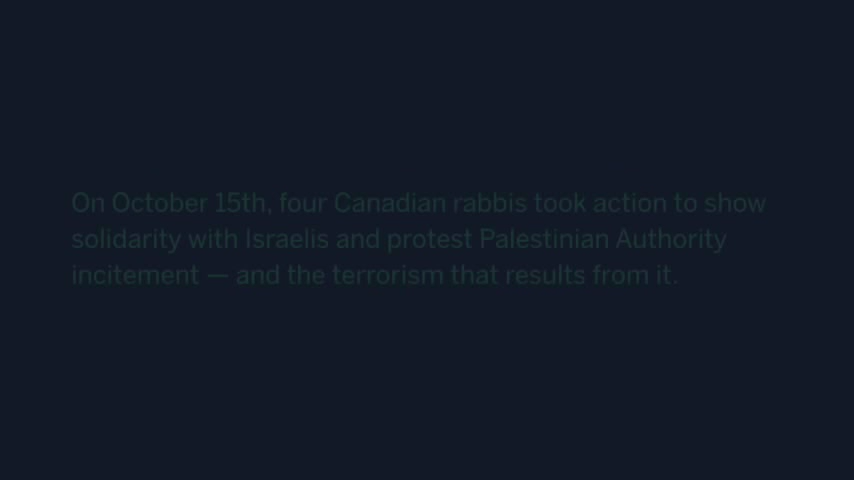 On October 15th, four Canadian rabbis took action to show
solidarity with Israelis and protest Palestinian Authority
incitement — and the terrorism that results from it.